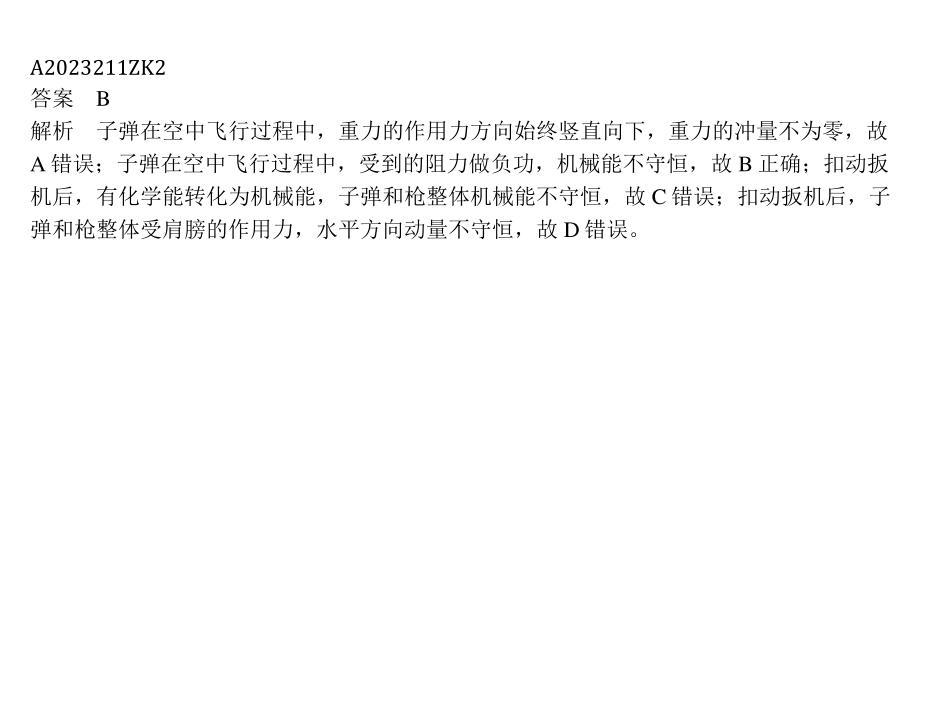 A2023211ZK2
答案　B
解析　子弹在空中飞行过程中，重力的作用力方向始终竖直向下，重力的冲量不为零，故
A 错误；子弹在空中飞行过程中，受到的阻力做负功，机械能不守恒，故 B 正确；扣动扳
机后，有化学能转化为机械能，子弹和枪整体机械能不守恒，故 C 错误；扣动扳机后，子
弹和枪整体受肩膀的作用力，水平方向动量不守恒，故 D 错误。